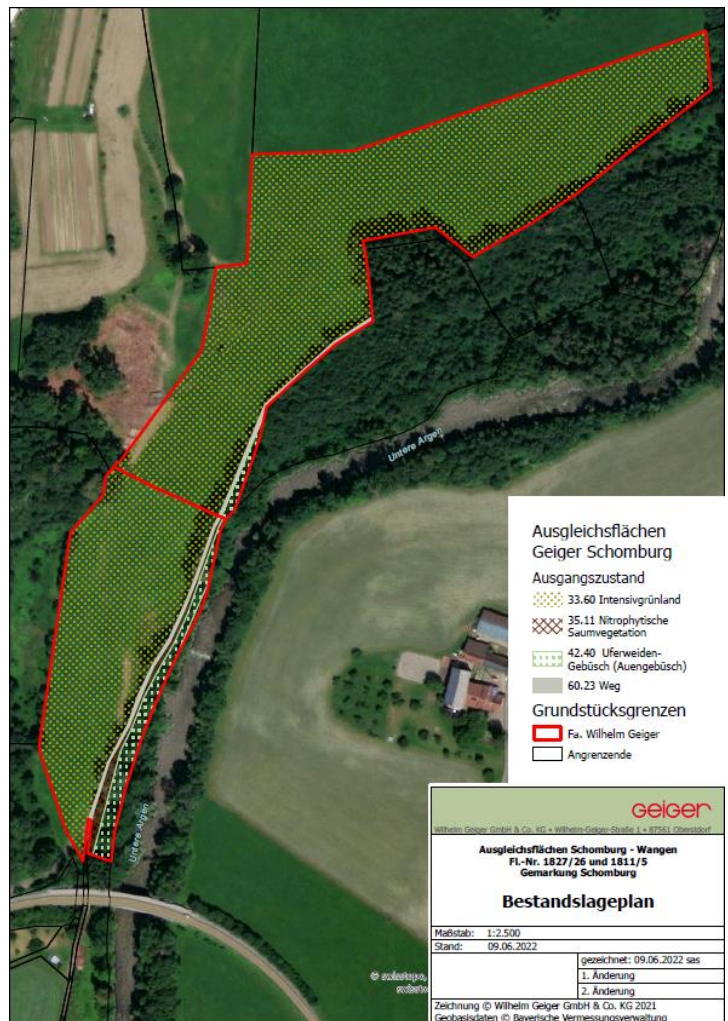 Untere Argen
Untere Argen
Ausgleichsflächen
Geiger Schomburg
Ausgangszustand
33.60 Intensivgrünland
35.11 Nitrophytische
Saumvegetation
42.40 Uferweiden-
Gebüsch (Auengebüsch)
60.23 Weg
Grundstücksgrenzen
Fa. Wilhelm Geiger
Angrenzende
Geiger
Wilhelm Geiger GmbH & Co. KG • Wilhelm-Geiger-Straße 1 • 87561 Oberstdorf
Ausgleichsflächen Schomburg - Wangen
Fl.-Nr. 1827/26 und 1811/5
Gemarkung Schomburg
Bestandslageplan
Maßstab: 1:2.500
Stand: 09.06.2022
gezeichnet: 09.06.2022 sas
1. Änderung
2. Änderung
Zeichnung © Wilhelm Geiger GmbH & Co. KG 2021
Geobasisdaten © Bayerische Vermessungsverwaltung
© swisstopo,